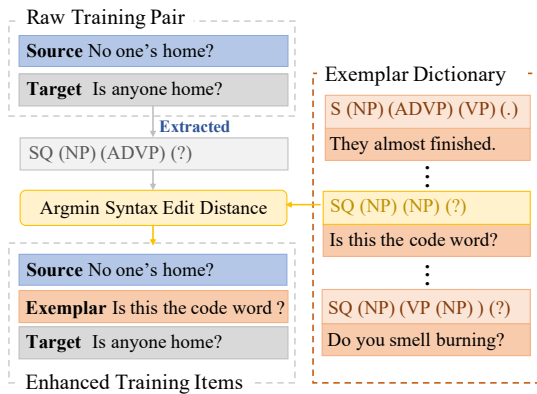 Raw Training Pair
Source No one's home?
Target Is anyone home?
Extracted
SQ (NP) (ADVP) (?)
Argmin Syntax Edit Distance
Source No one's home?
Exemplar Is this the code word ?
Target Is anyone home?
Enhanced Training Items
Exemplar Dictionary
S (NP) (ADVP) (VP) (.)
They almost finished.
SQ (NP) (NP) (?)
Is this the code word?
SQ (NP) (VP (NP) ) (?)
Do you smell burning?